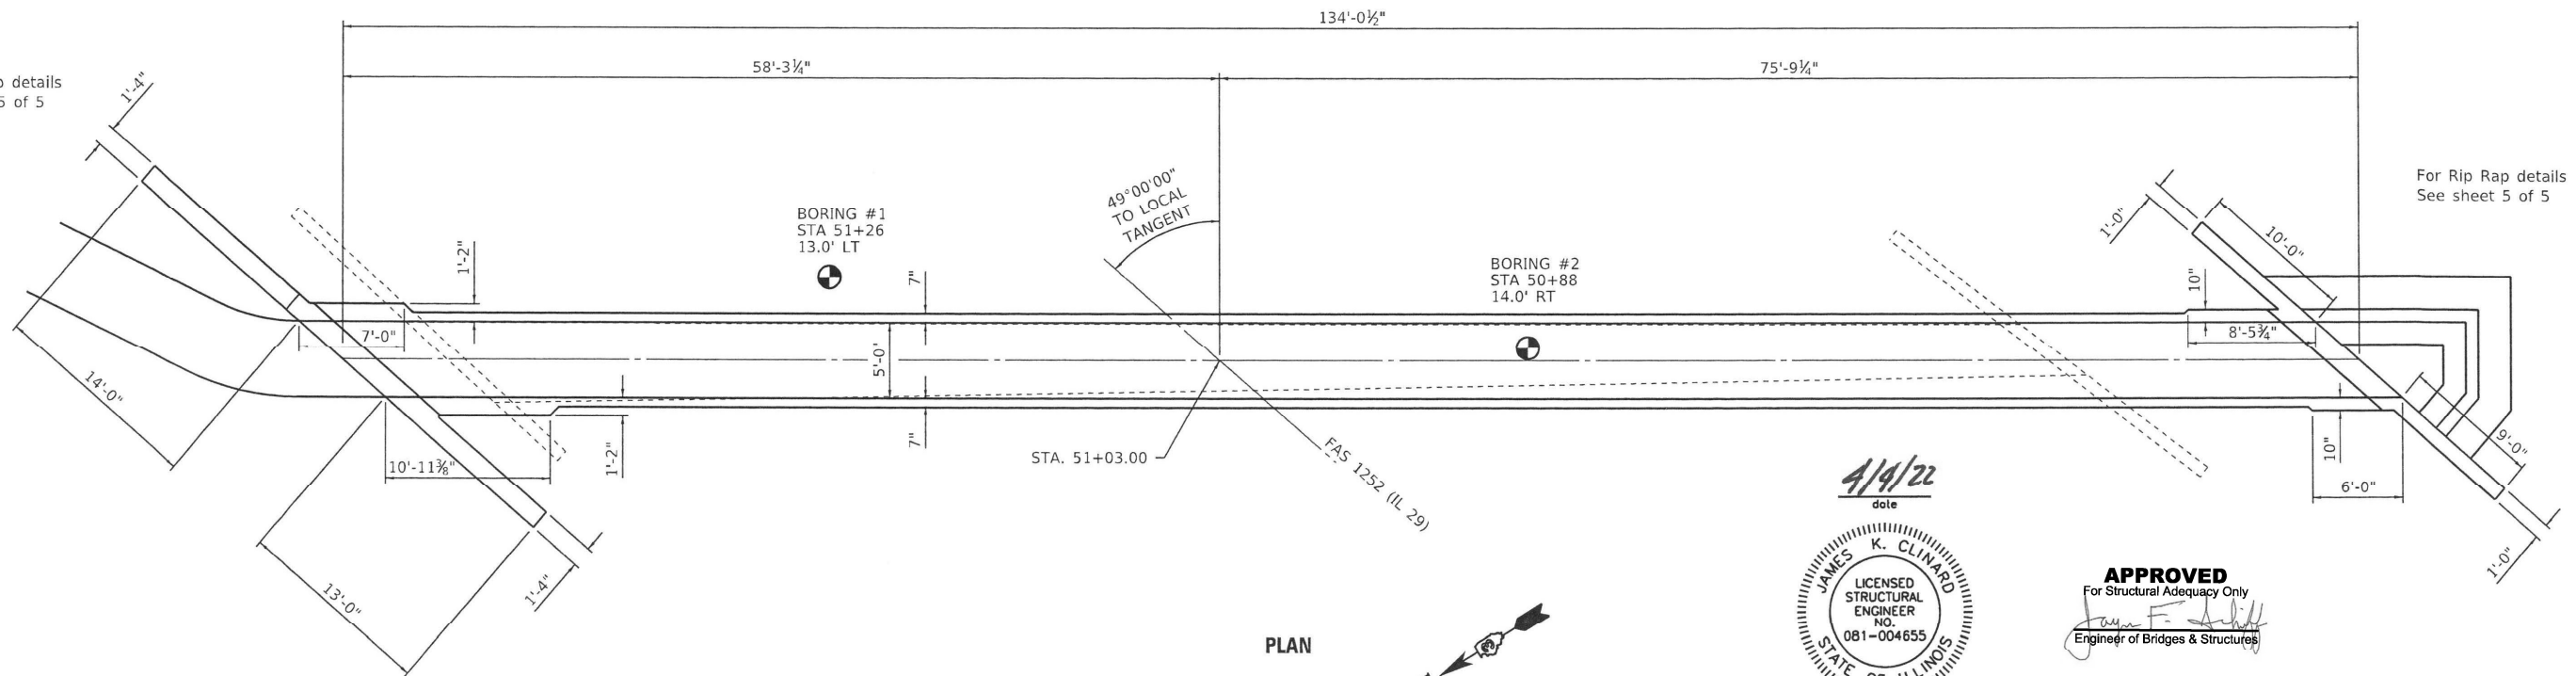 134'-0½"
58'-3¼"
75'-9¼"
details
5 of 5
1'-4"
49°00'00"
TO LOCAL
TANGENT
For Rip Rap details
See sheet 5 of 5
BORING #1
STA 51+26
13.0' LT
1'-2"
7"
BORING #2
STA 50+88
14.0' RT
1'-0"
10'-0"
10"
7'-0"
5'-0'
8'-5¾"
14'-0"
10'-11⅜"
1'-2"
7"
STA. 51+03.00
FAS 1252 (IL 29)
10"
9'-0"
6'-0"
1'-0"
13'-0"
1'-4"
4/4/22
date
JAMES K. CLINARD
LICENSED
STRUCTURAL
ENGINEER
NO.
081-004655
STATE OF ILLINOIS
APPROVED
For Structural Adequacy Only
Engineer of Bridges & Structures
PLAN